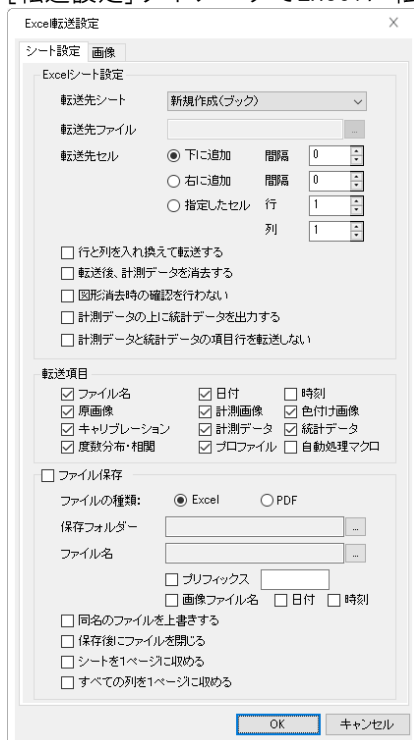 Excel転送設定
シート設定 画像
Excelシート設定
転送先シート 新規作成(ブック)
転送先ファイル ...
転送先セル 下に追加 間隔 0
右に追加 間隔 0
指定したセル 行 1
列 1
行と列を入れ換えて転送する
転送後、計測データを消去する
図形消去時の確認を行わない
計測データの上に統計データを出力する
計測データと統計データの項目行を転送しない
転送項目
ファイル名 日付 時刻
原画像 計測画像 色付け画像
キャリブレーション 計測データ 統計データ
度数分布・相関 プロファイル 自動処理マクロ
ファイル保存
ファイルの種類: Excel PDF
保存フォルダー ...
ファイル名 ...
プリフィックス
画像ファイル名 日付 時刻
同名のファイルを上書きする
保存後にファイルを閉じる
シートを1ページに収める
すべての列を1ページに収める
OK キャンセル